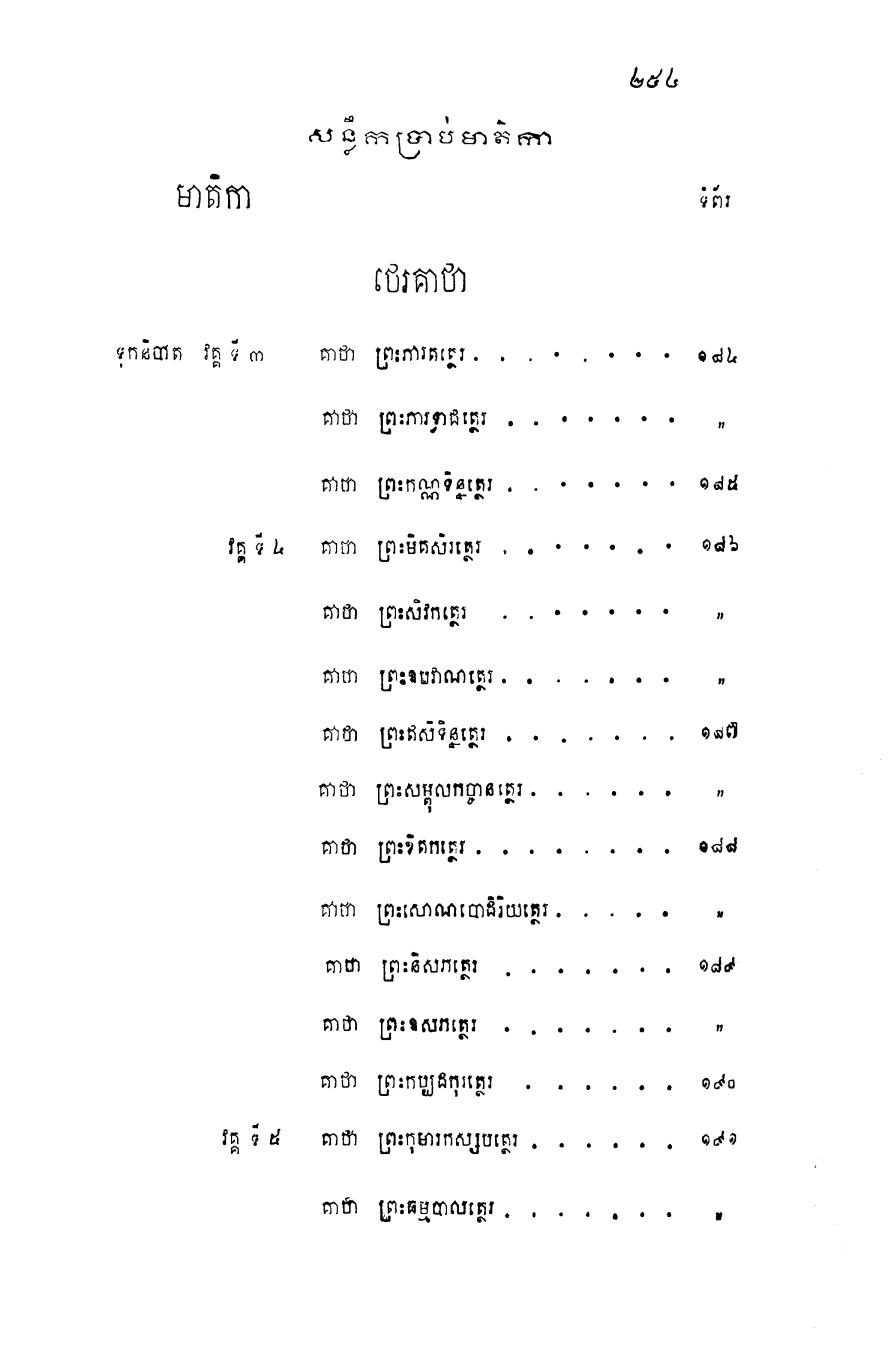 ២៥៤
សន្លឹកប្រាប់មាតិកា
មាតិកា ទំព័រ
ថេរគាថា
ទុកនិបាត វគ្គ ទី ៣ គាថា ព្រះភារតត្ថេរ . . . . . . . . ១៨៤
គាថា ព្រះភារទ្វាជត្ថេរ . . . . . . . "
គាថា ព្រះកណ្ណទិន្នត្ថេរ . . . . . . . ១៨៥
វគ្គ ទី ៤ គាថា ព្រះមិគសិរត្ថេរ . . . . . . . ១៨៦
គាថា ព្រះសិវកត្ថេរ . . . . . . . "
គាថា ព្រះឧបវាណត្ថេរ . . . . . . . "
គាថា ព្រះឥសិទិន្នត្ថេរ . . . . . . . ១៨៧
គាថា ព្រះសម្ពុលកច្ចានត្ថេរ . . . . . . "
គាថា ព្រះខិតកត្ថេរ . . . . . . . . ១៨៨
គាថា ព្រះសោណបោដិរិយត្ថេរ . . . . . "
គាថា ព្រះនិសភត្ថេរ . . . . . . . ១៨៩
គាថា ព្រះឧសភត្ថេរ . . . . . . . "
គាថា ព្រះកប្បដកុរត្ថេរ . . . . . . ១៩០
វគ្គ ទី ៥ គាថា ព្រះកុមារកស្សបត្ថេរ . . . . . . ១៩១
គាថា ព្រះធម្មបាលត្ថេរ . . . . . . . "